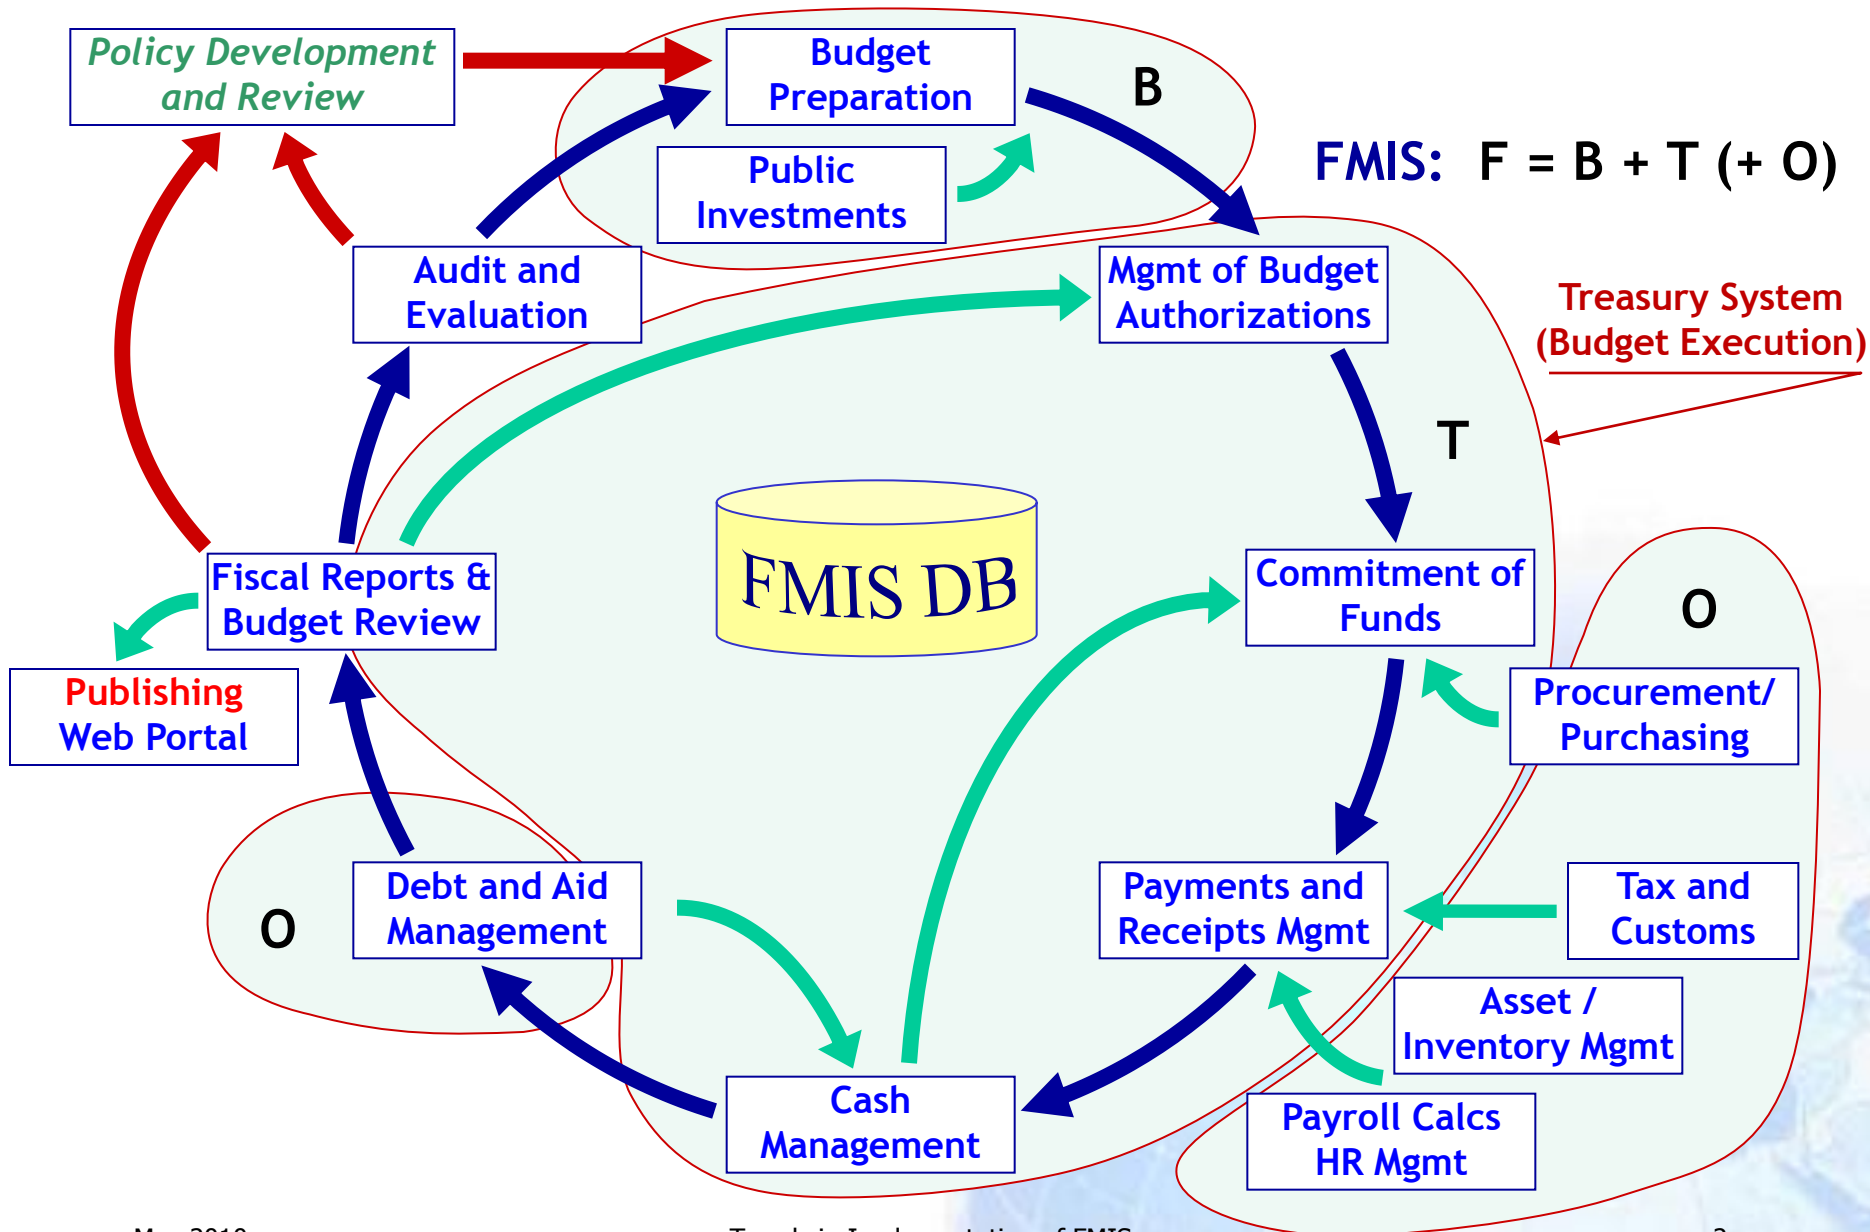 Policy Development
and Review
Budget
Preparation
B
Public
Investments
FMIS: F = B + T (+ O)
Audit and
Evaluation
Mgmt of Budget
Authorizations
Treasury System
(Budget Execution)
T
FMIS DB
Fiscal Reports &
Budget Review
Commitment of
Funds
O
Publishing
Web Portal
Procurement/
Purchasing
Debt and Aid
Management
O
Payments and
Receipts Mgmt
Tax and
Customs
Asset /
Inventory Mgmt
Cash
Management
Payroll Calcs
HR Mgmt